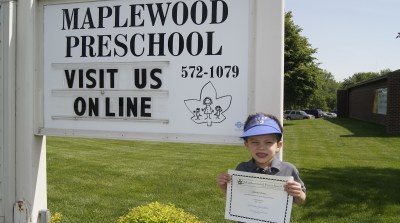 MAPLEWOOD
PRESCHOOL
VISIT US
572-1079
ON LINE